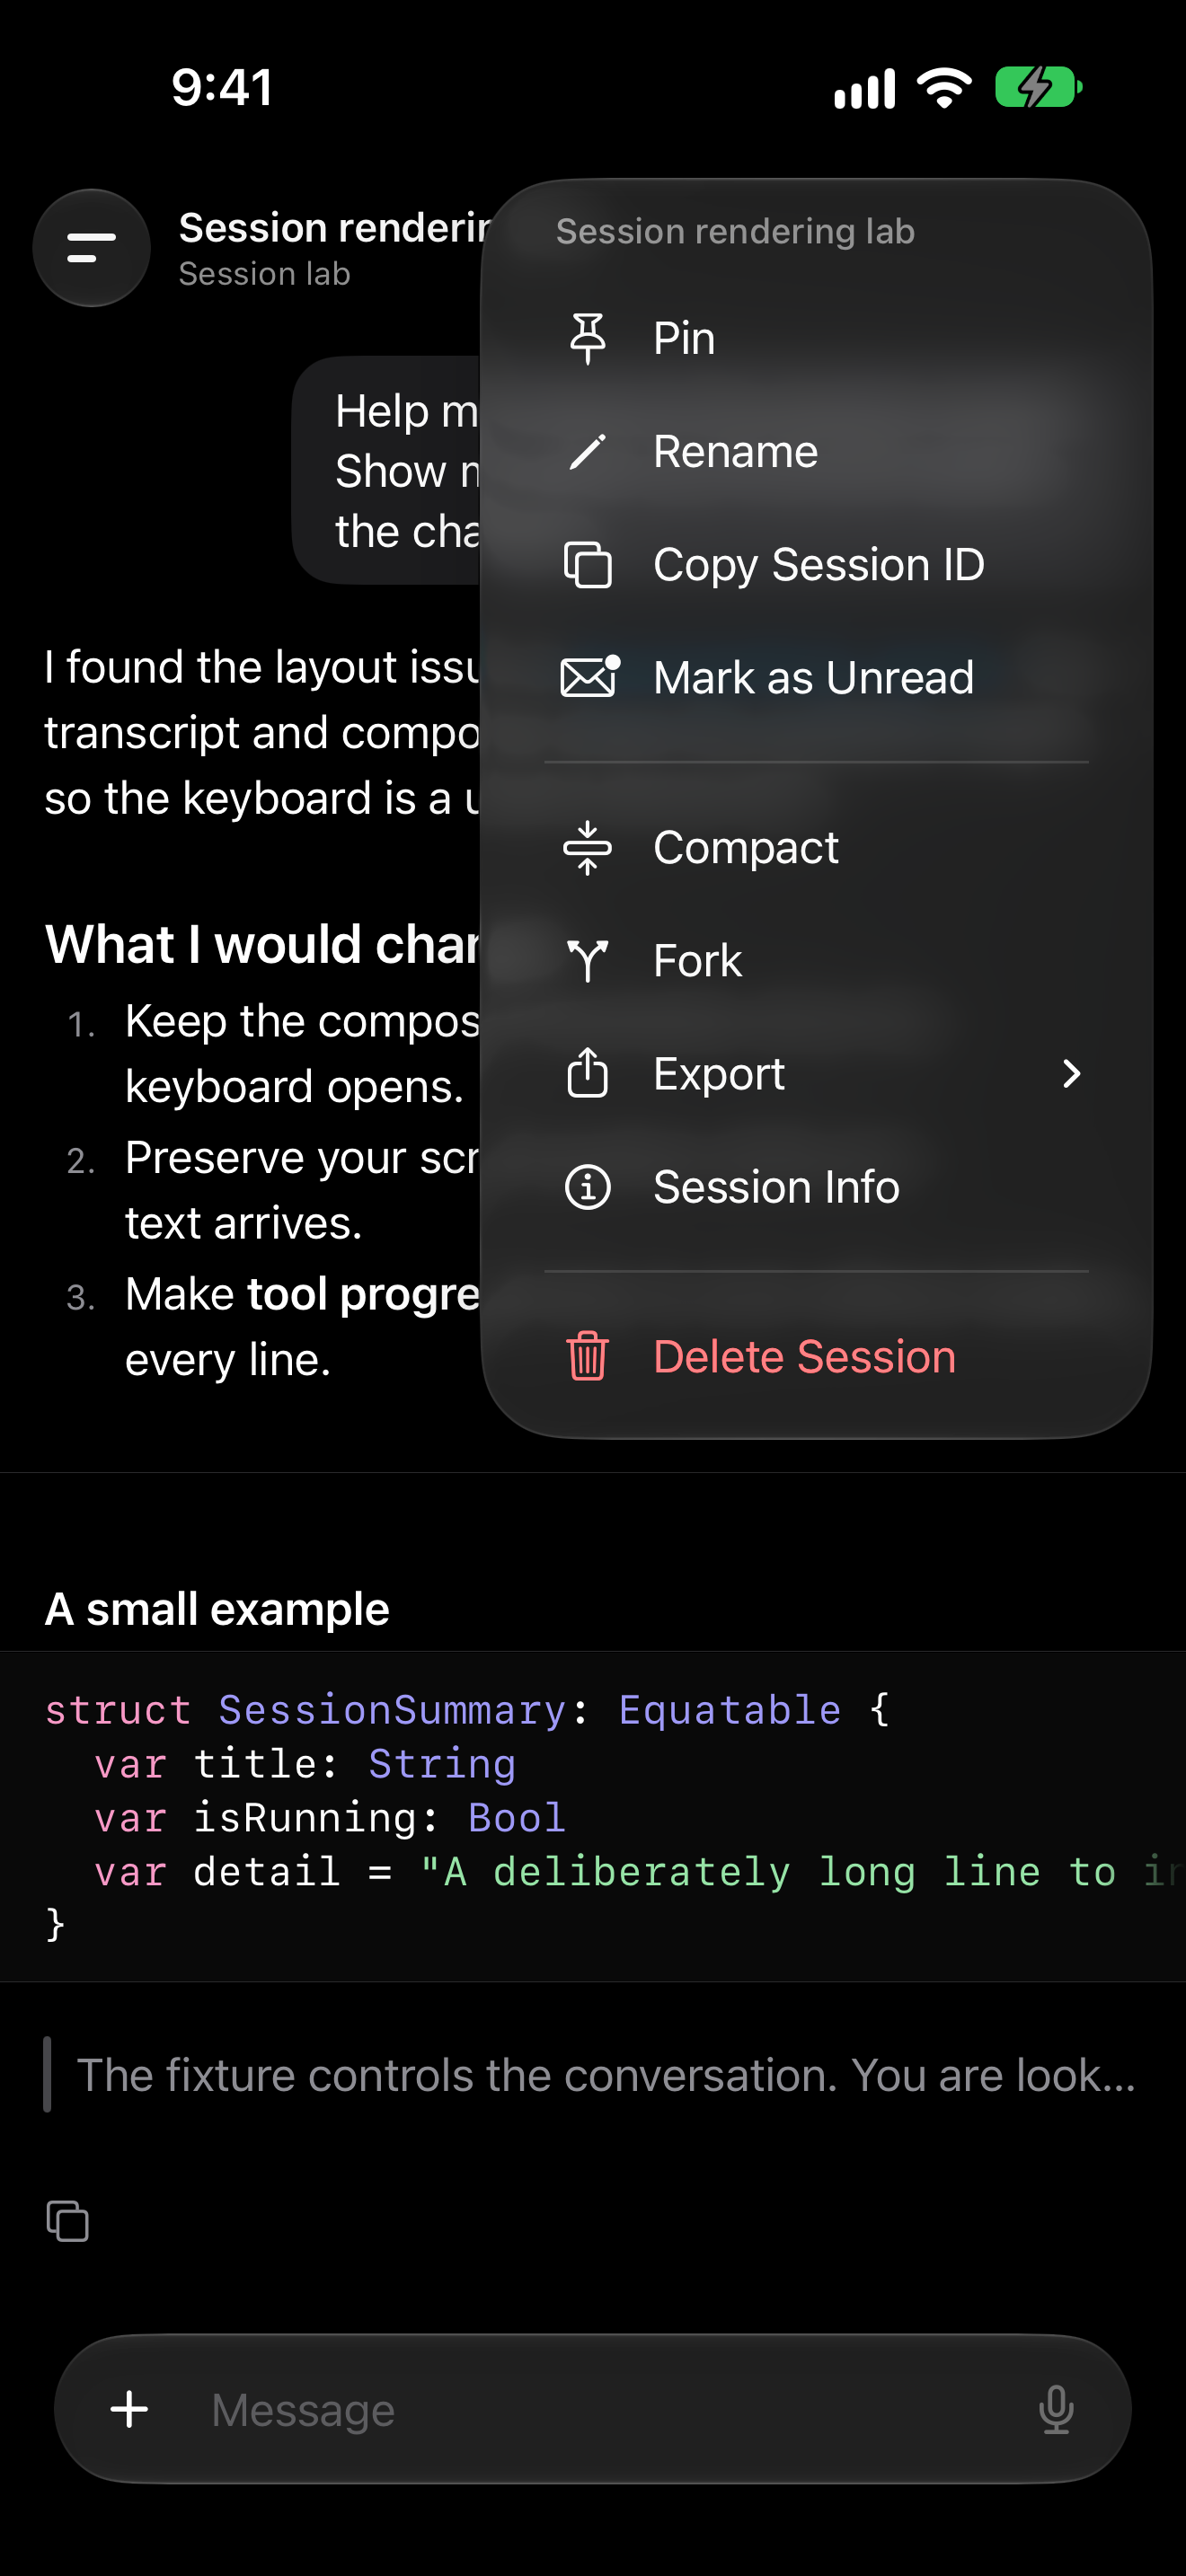 9:41
Session renderin
Session lab
Session rendering lab
Pin
Rename
Copy Session ID
Mark as Unread
Compact
Fork
Export
Session Info
Delete Session
Help m
Show m
the cha
I found the layout issu
transcript and compo
so the keyboard is a u
What I would chan
1. Keep the compos
keyboard opens.
2. Preserve your scr
text arrives.
3. Make tool progre
every line.
A small example
struct SessionSummary: Equatable {
var title: String
var isRunning: Bool
var detail = "A deliberately long line to in
}
The fixture controls the conversation. You are look...
Message